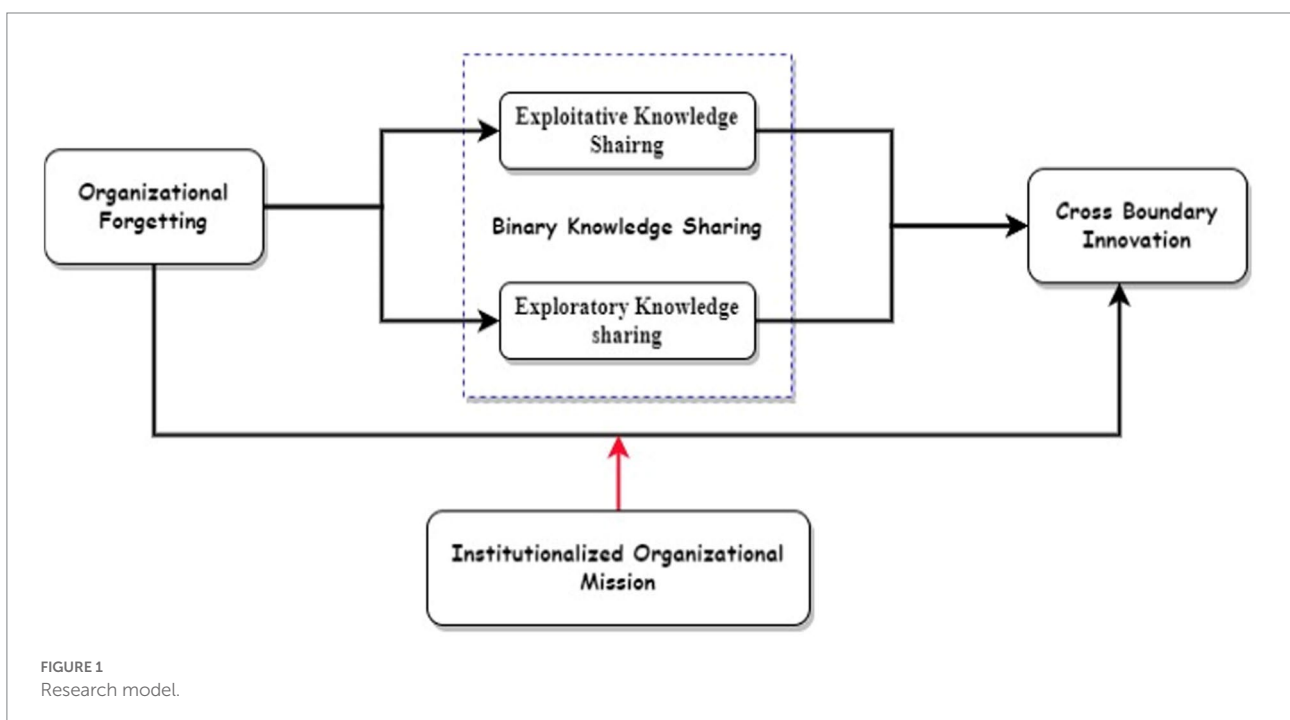 Exploitative Knowledge
Shairng
Organizational
Forgetting
Binary Knowledge Sharing
Cross Boundary
Innovation
Exploratory Knowledge
sharing
Institutionalized Organizational
Mission
FIGURE 1
Research model.